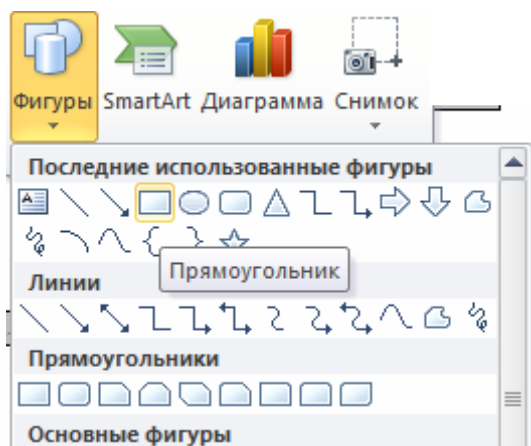 Фигуры SmartArt Диаграмма Снимок
Последние использованные фигуры
Прямоугольник
Линии
Прямоугольники
Основные фигуры